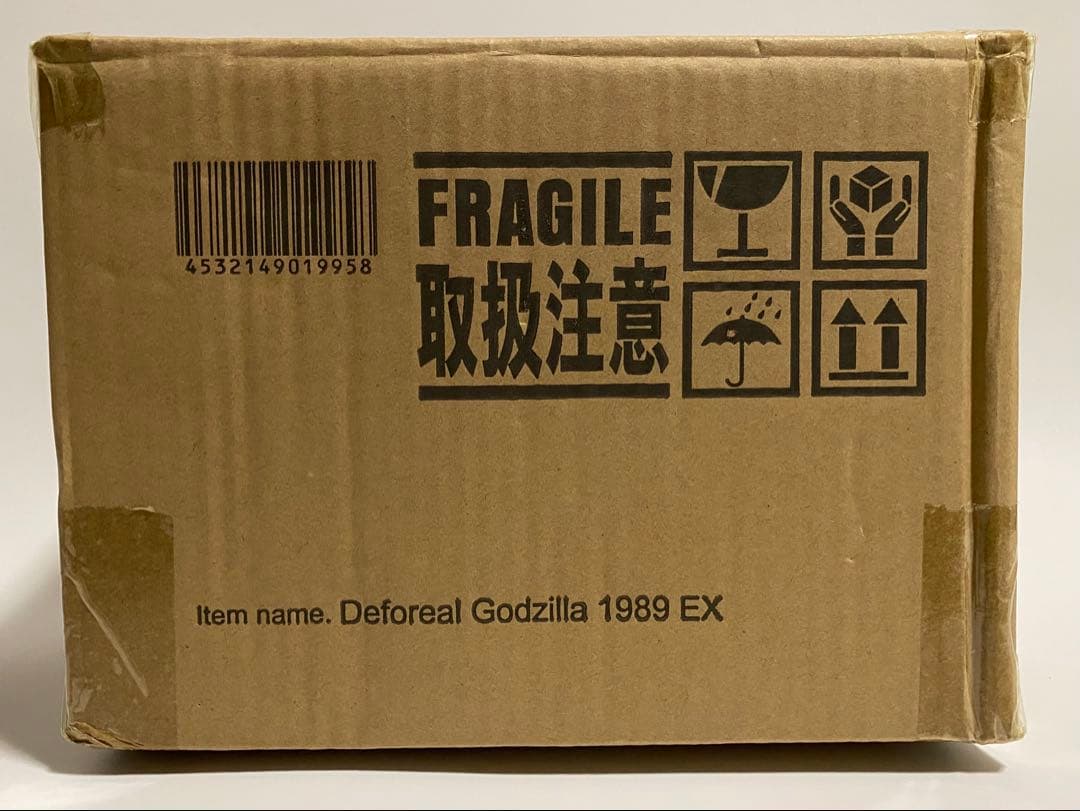 4532149019958
FRAGILE
取扱注意
Item name. Deforeal Godzilla 1989 EX